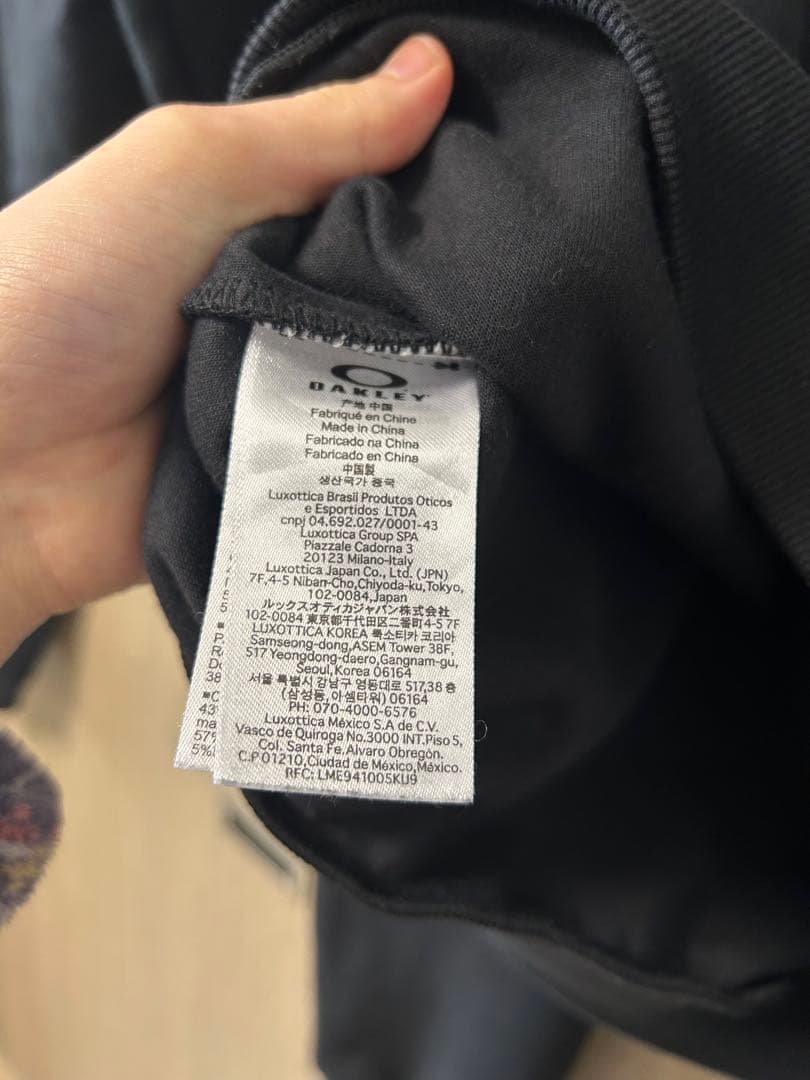 M
OAKLEY
产地 中国
Fabriqué en Chine
Made in China
Fabricado na China
Fabricado en China
中国製
생산국가 중국
Luxottica Brasil Produtos Oticos
e Esportidos LTDA
cnpj 04.692.027/0001-43
Luxottica Group SPA
Piazzale Cadorna 3
20123 Milano-Italy
Luxottica Japan Co., Ltd. (JPN)
7F,4-5 Niban-Cho,Chiyoda-ku,Tokyo,
102-0084,Japan
ルックスオティカジャパン株式会社
102-0084 東京都千代田区二番町4-5 7F
LUXOTTICA KOREA 룩소티카 코리아
Samseong-dong,ASEM Tower 38F,
517 Yeongdong-daero,Gangnam-gu,
Seoul,Korea 06164
서울 특별시 강남구 영동대로 517,38 층
(삼성동,아셈타워) 06164
PH: 070-4000-6576
Luxottica México S.A de C.V.
Vasco de Quiroga No.3000 INT.Piso 5,
Col. Santa Fe,Alvaro Obregón.
C.P 01210,Ciudad de México,México.
RFC: LME941005KU9
38
43
ma
57%
5%